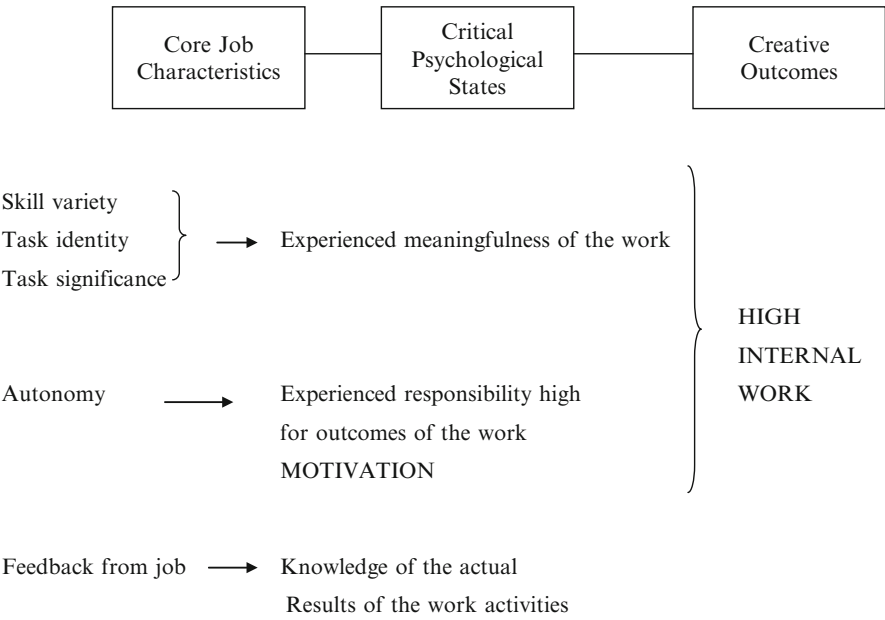 Core Job
Characteristics
Critical
Psychological
States
Creative
Outcomes
Skill variety
Task identity
Task significance
Experienced meaningfulness of the work
Autonomy
Experienced responsibility high
for outcomes of the work
MOTIVATION
HIGH
INTERNAL
WORK
Feedback from job
Knowledge of the actual
Results of the work activities